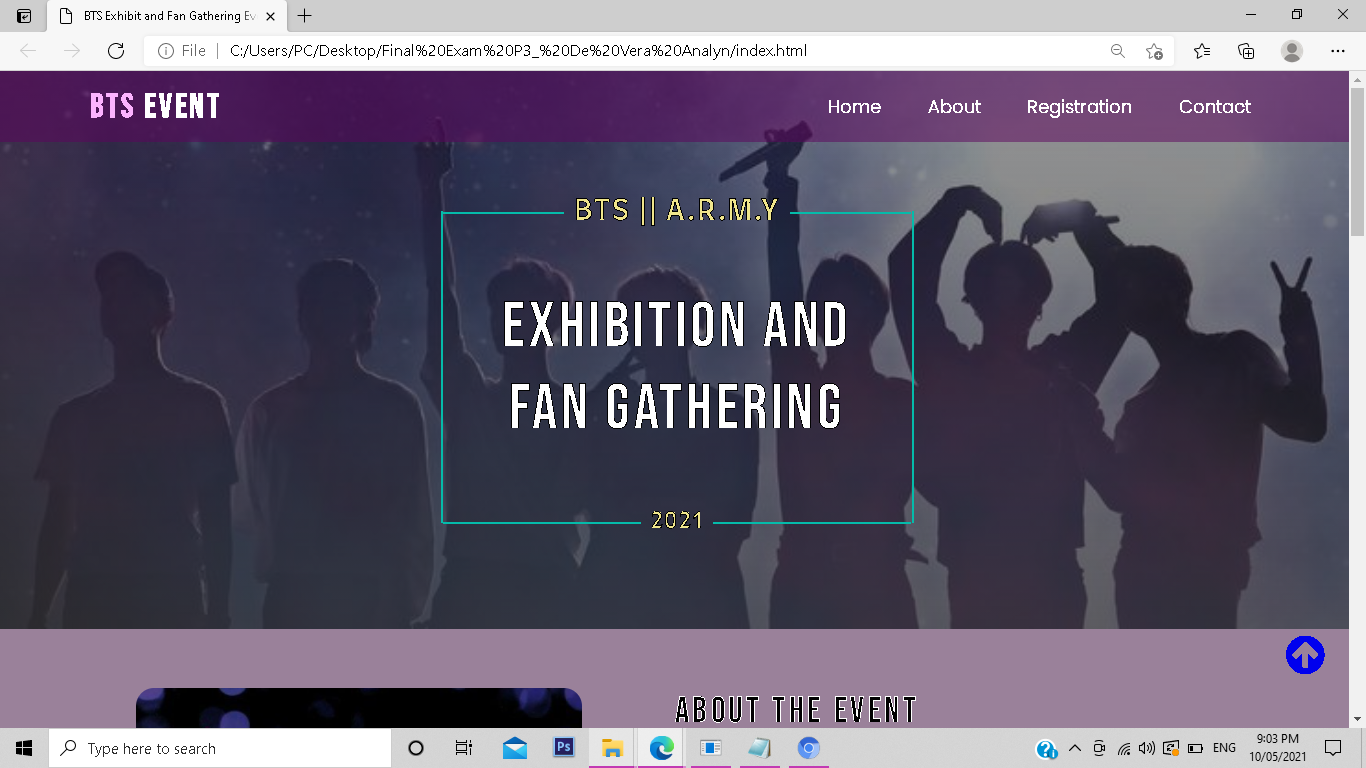 BTS Exhibit and Fan Gathering Ev
File | C:/Users/PC/Desktop/Final%20Exam%20P3_%20De%20Vera%20Analyn/index.html
BTS EVENT
Home About Registration Contact
BTS || A.R.M.Y
EXHIBITION AND
FAN GATHERING
2021
ABOUT THE EVENT
Type here to search
Ps
ENG
9:03 PM
10/05/2021